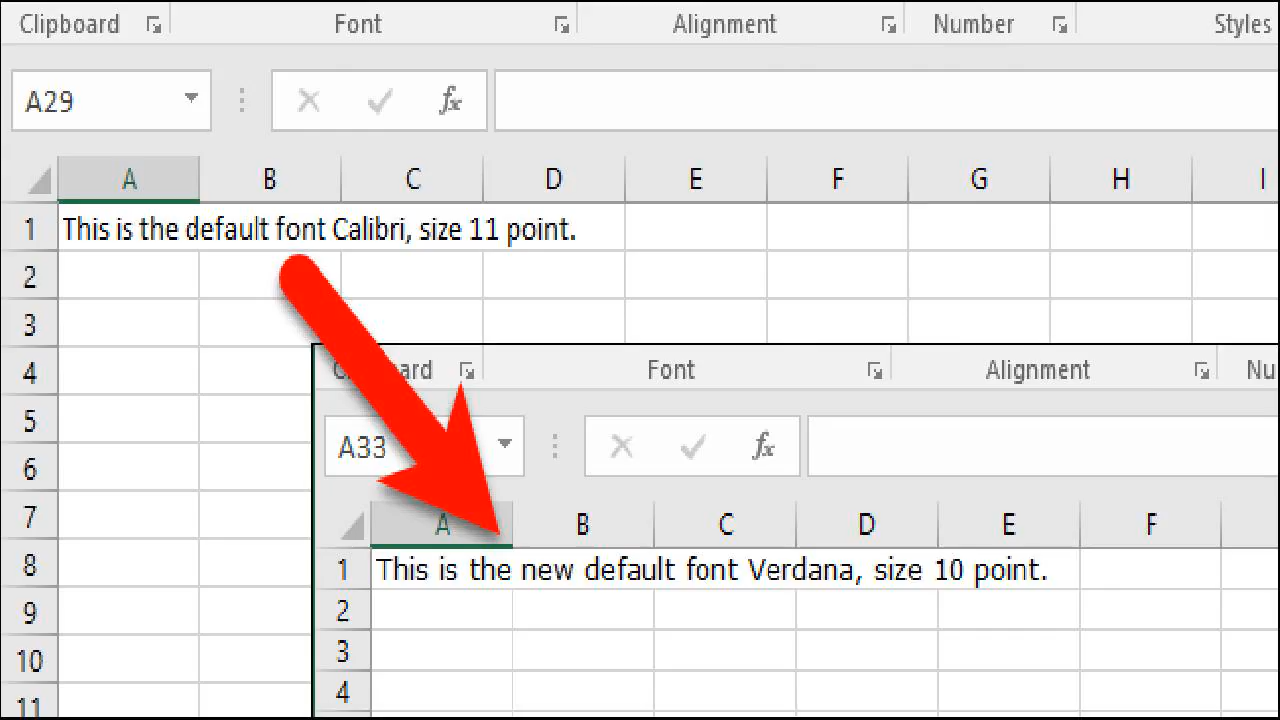 Clipboard Font Alignment Number Styles
A29 fx
A B C D E F G H I
1 This is the default font Calibri, size 11 point.
2
3
4
5
6
7
8
9
10
11
Font Alignment Nu
A33 fx
A B C D E F
1 This is the new default font Verdana, size 10 point.
2
3
4